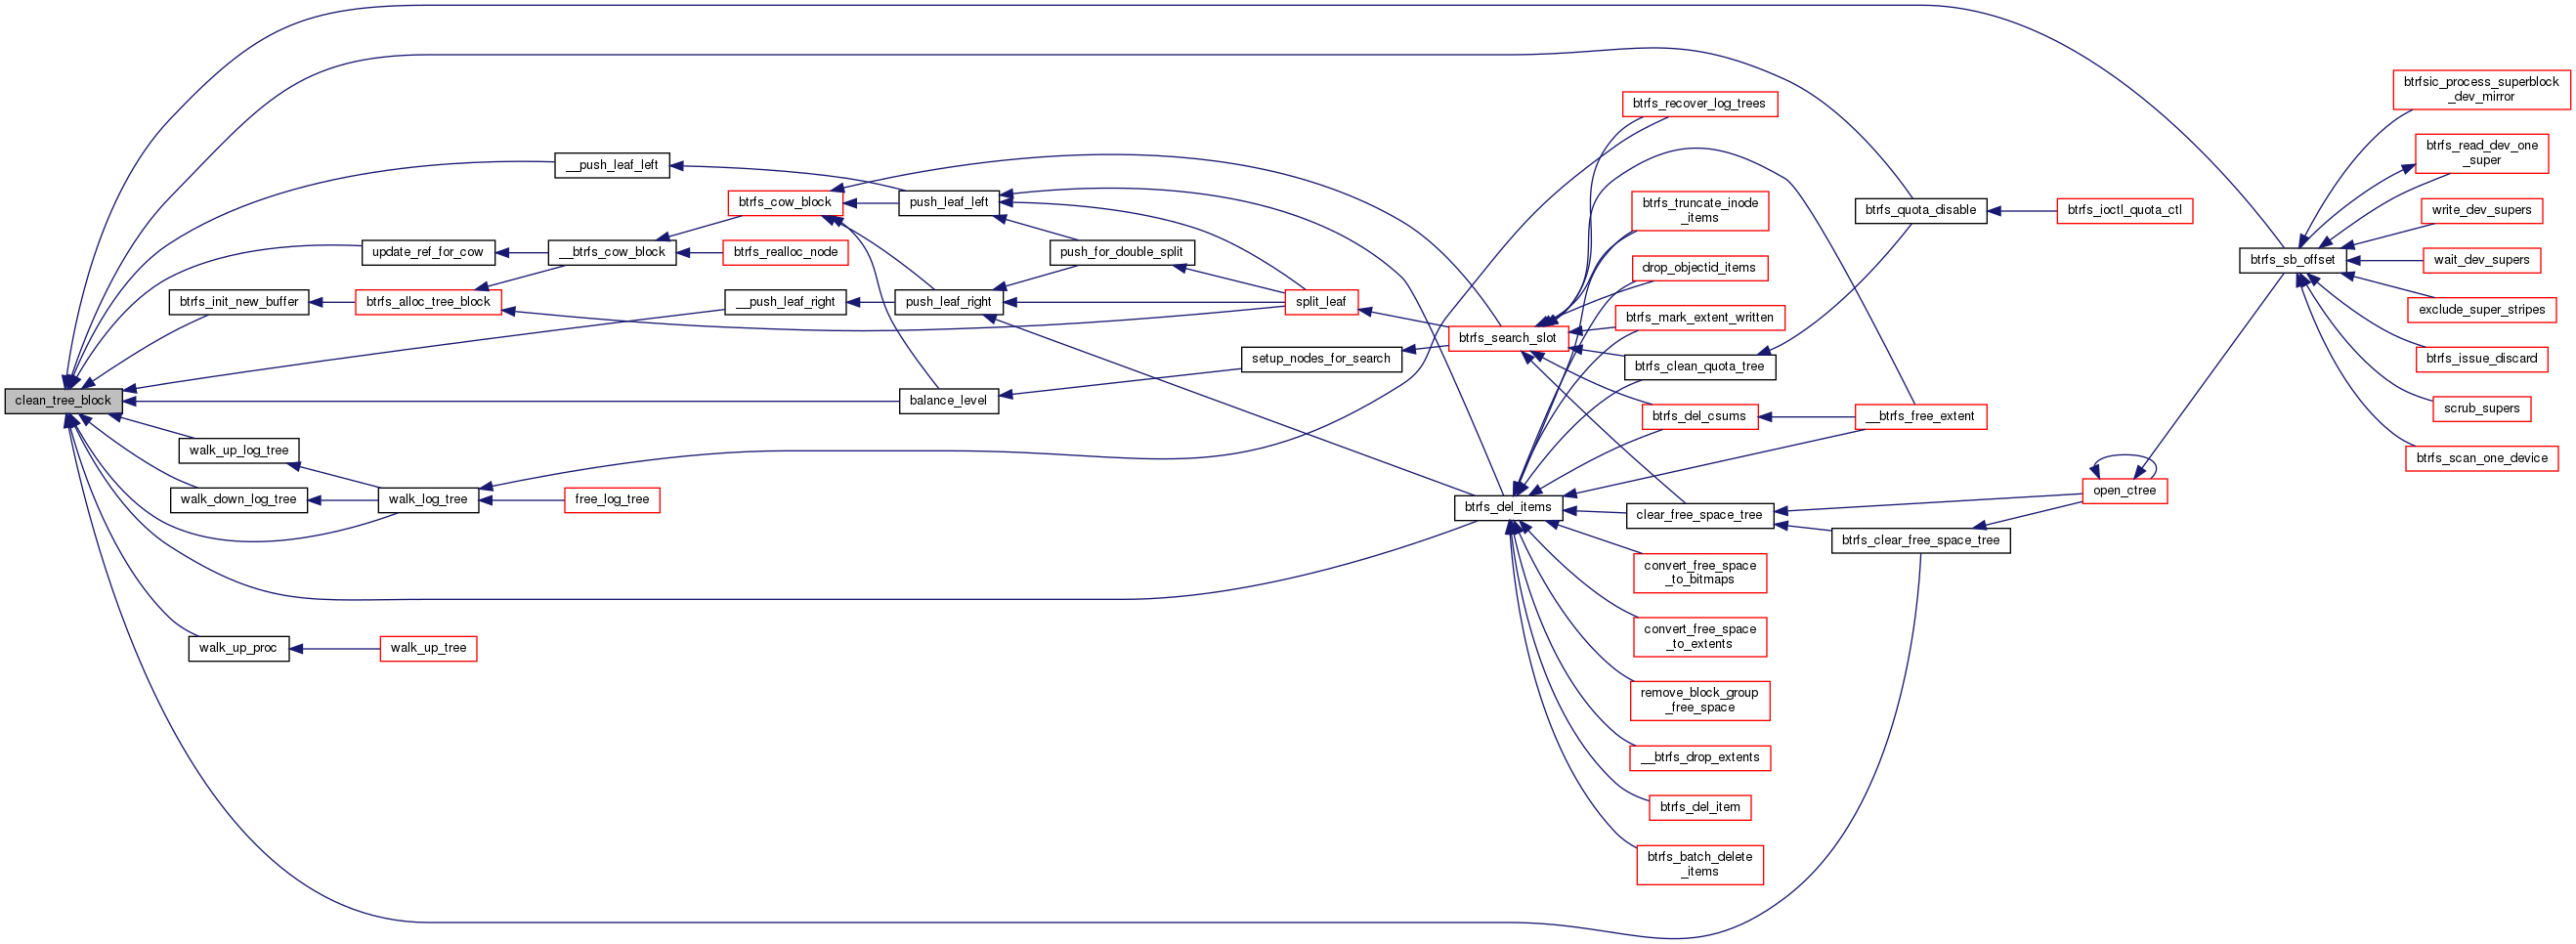 clean_tree_block
__push_leaf_left
update_ref_for_cow
btrfs_init_new_buffer
btrfs_alloc_tree_block
__btrfs_cow_block
btrfs_cow_block
btrfs_realloc_node
__push_leaf_right
push_leaf_left
push_leaf_right
balance_level
push_for_double_split
setup_nodes_for_search
split_leaf
btrfs_search_slot
walk_up_log_tree
walk_down_log_tree
walk_log_tree
free_log_tree
walk_up_proc
walk_up_tree
btrfs_del_items
btrfs_recover_log_trees
btrfs_truncate_inode
_items
drop_objectid_items
btrfs_mark_extent_written
btrfs_clean_quota_tree
btrfs_del_csums
clear_free_space_tree
convert_free_space
_to_bitmaps
convert_free_space
_to_extents
remove_block_group
_free_space
__btrfs_drop_extents
btrfs_del_item
btrfs_batch_delete
_items
btrfs_quota_disable
__btrfs_free_extent
btrfs_clear_free_space_tree
btrfs_ioctl_quota_ctl
open_ctree
btrfs_sb_offset
btrfsic_process_superblock
_dev_mirror
btrfs_read_dev_one
_super
write_dev_supers
wait_dev_supers
exclude_super_stripes
btrfs_issue_discard
scrub_supers
btrfs_scan_one_device